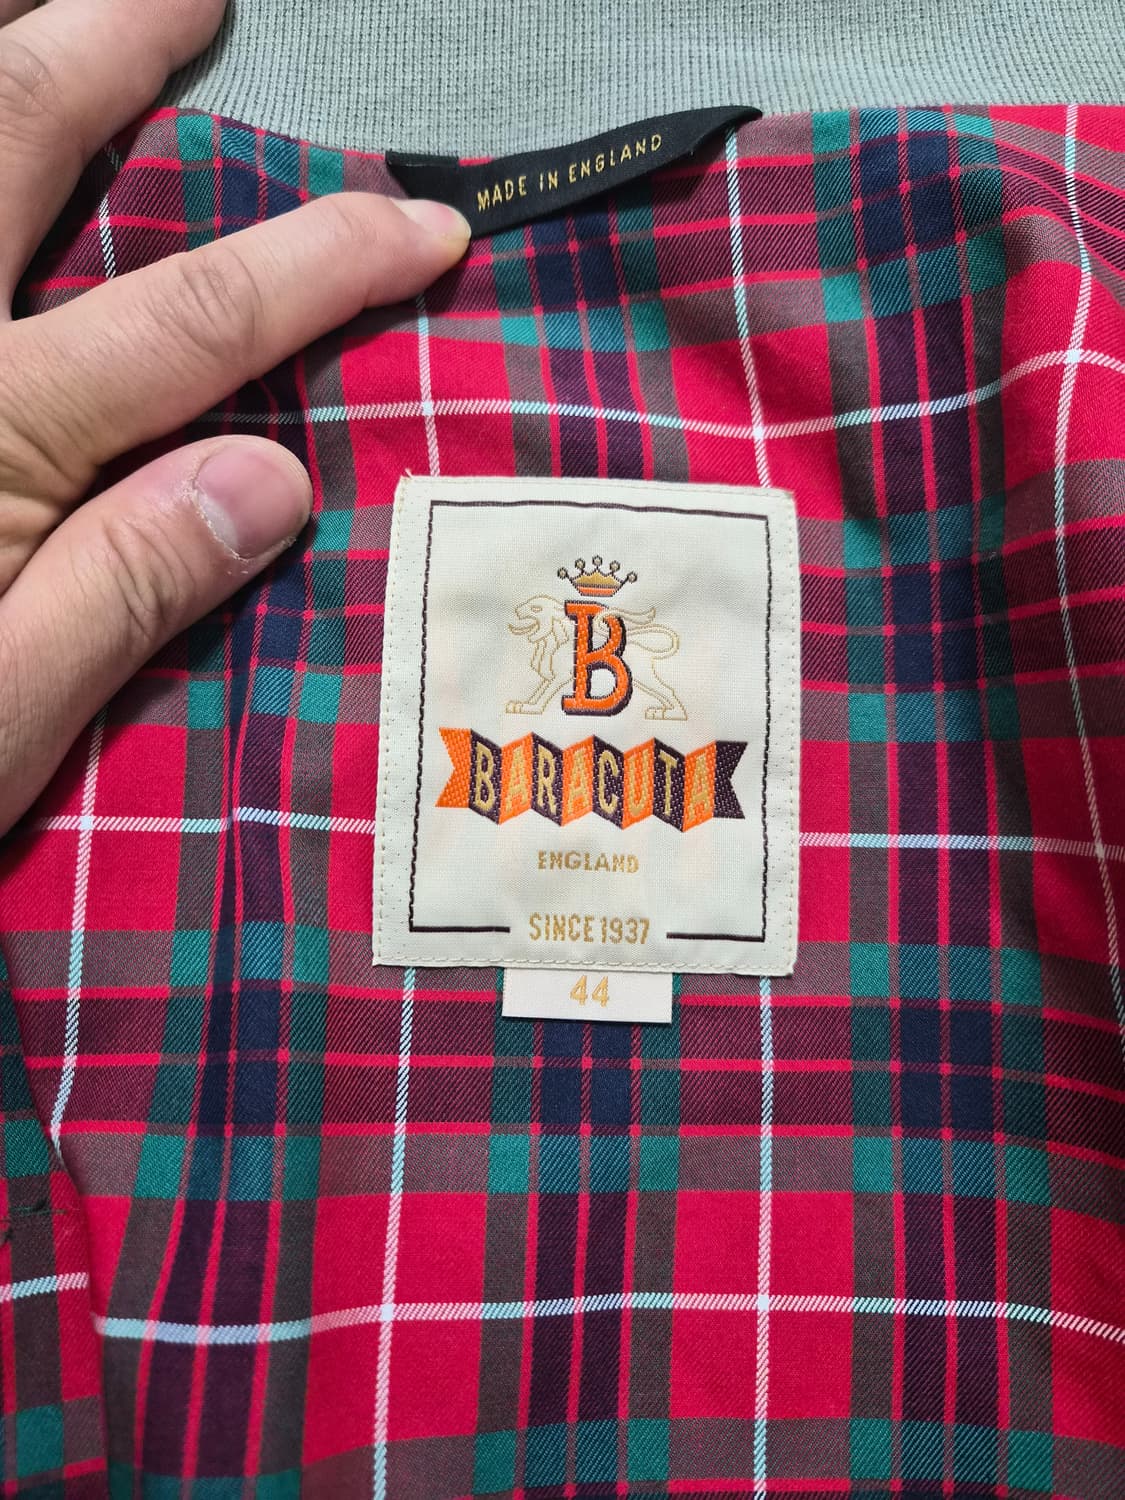 MADE IN ENGLAND
B
BARACUTA
ENGLAND
SINCE 1937
44